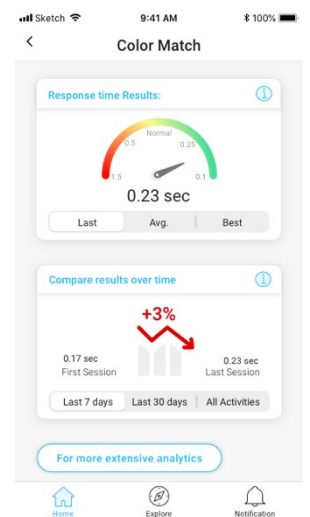 Sketch 9:41 AM 100%
Color Match
Response time Results:
Normal
0.5 0.25
1.5 0.1
0.23 sec
Last Avg. Best
Compare results over time
+3%
0.17 sec 0.23 sec
First Session Last Session
Last 7 days Last 30 days All Activities
For more extensive analytics
Home Explore Notification